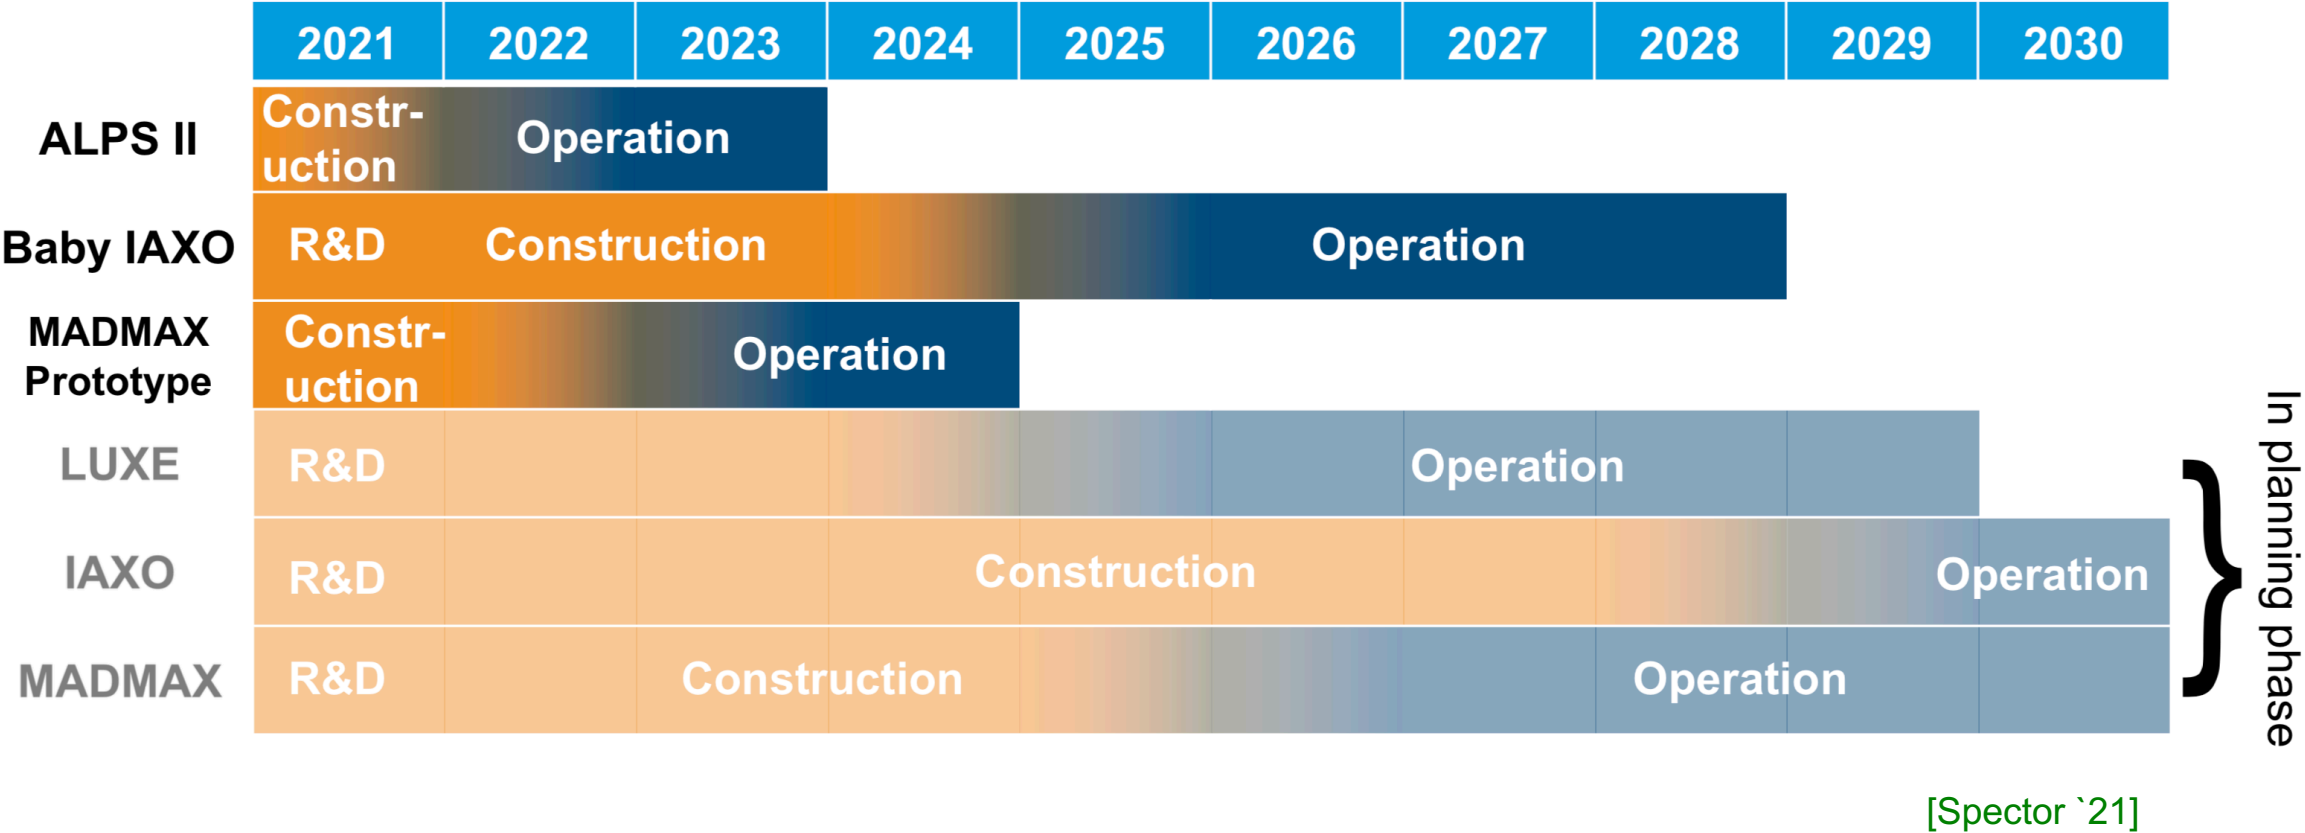 2021 2022 2023 2024 2025 2026 2027 2028 2029 2030
ALPS II
Constr-
uction
Operation
Baby IAXO
R&D
Construction
Operation
MADMAX
Prototype
Constr-
uction
Operation
LUXE
R&D
Operation
IAXO
R&D
Construction
Operation
MADMAX
R&D
Construction
Operation
In planning phase
[Spector `21]